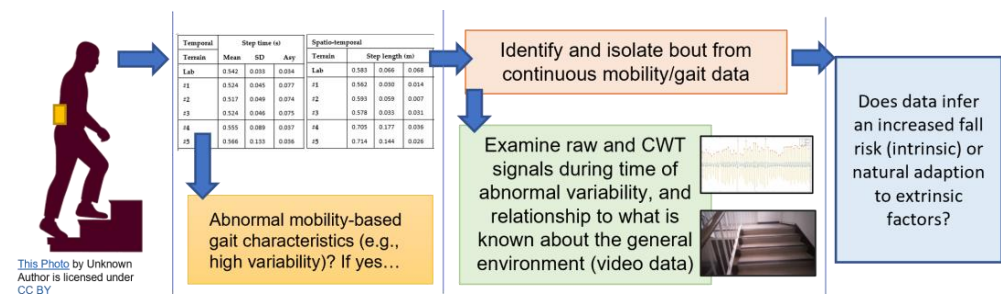 Temporal Step time (s)
Terrain Mean SD Asy
Lab 0.542 0.033 0.034
#1 0.524 0.045 0.077
#2 0.517 0.049 0.074
#3 0.524 0.046 0.075
#4 0.555 0.089 0.037
#5 0.566 0.133 0.036
Spatio-temporal
Terrain Step length (m)
Lab 0.583 0.066 0.068
#1 0.562 0.030 0.014
#2 0.593 0.059 0.007
#3 0.578 0.033 0.031
#4 0.705 0.177 0.036
#5 0.714 0.144 0.026
Abnormal mobility-based
gait characteristics (e.g.,
high variability)? If yes…
Identify and isolate bout from
continuous mobility/gait data
Examine raw and CWT
signals during time of
abnormal variability, and
relationship to what is
known about the general
environment (video data)
Does data infer
an increased fall
risk (intrinsic) or
natural adaption
to extrinsic
factors?
This Photo by Unknown
Author is licensed under
CC BY